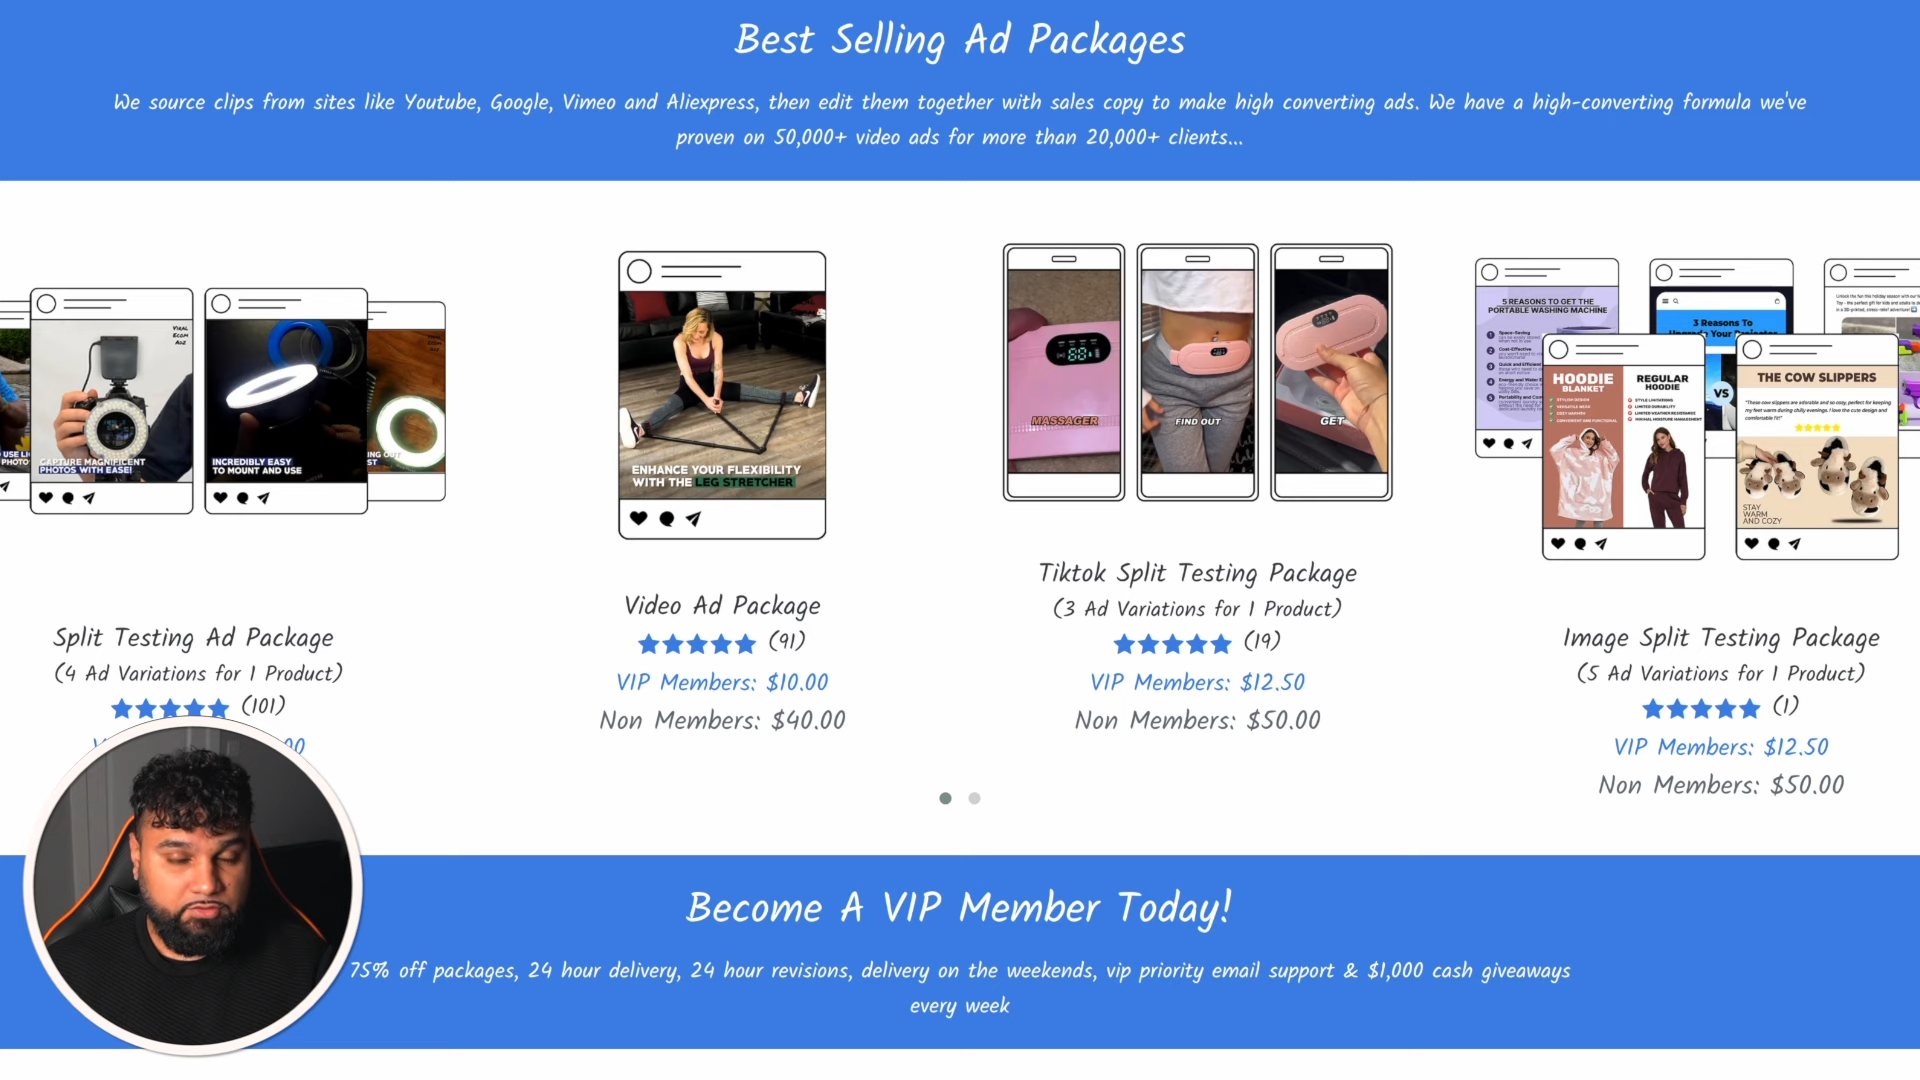 Best Selling Ad Packages
We source clips from sites like Youtube, Google, Vimeo and Aliexpress, then edit them together with sales copy to make high converting ads. We have a high-converting formula we've
proven on 50,000+ video ads for more than 20,000+ clients...
VIRAL
ECOM
ADZ
CAPTURE MAGNIFICENT
PHOTOS WITH EASE!
INCREDIBLY EASY
TO MOUNT AND USE
Split Testing Ad Package
(4 Ad Variations for 1 Product)
(101)
ENHANCE YOUR FLEXIBILITY
WITH THE LEG STRETCHER
Video Ad Package
(91)
VIP Members: $10.00
Non Members: $40.00
MASSAGER
FIND OUT
GET
Tiktok Split Testing Package
(3 Ad Variations for 1 Product)
(19)
VIP Members: $12.50
Non Members: $50.00
5 REASONS TO GET THE
PORTABLE WASHING MACHINE
3 Reasons To
Your
HOODIE
BLANKET
REGULAR
HOODIE
VS
THE COW SLIPPERS
STAY
WARM
AND COZY
Image Split Testing Package
(5 Ad Variations for 1 Product)
(1)
VIP Members: $12.50
Non Members: $50.00
Become A VIP Member Today!
75% off packages, 24 hour delivery, 24 hour revisions, delivery on the weekends, vip priority email support & $1,000 cash giveaways
every week